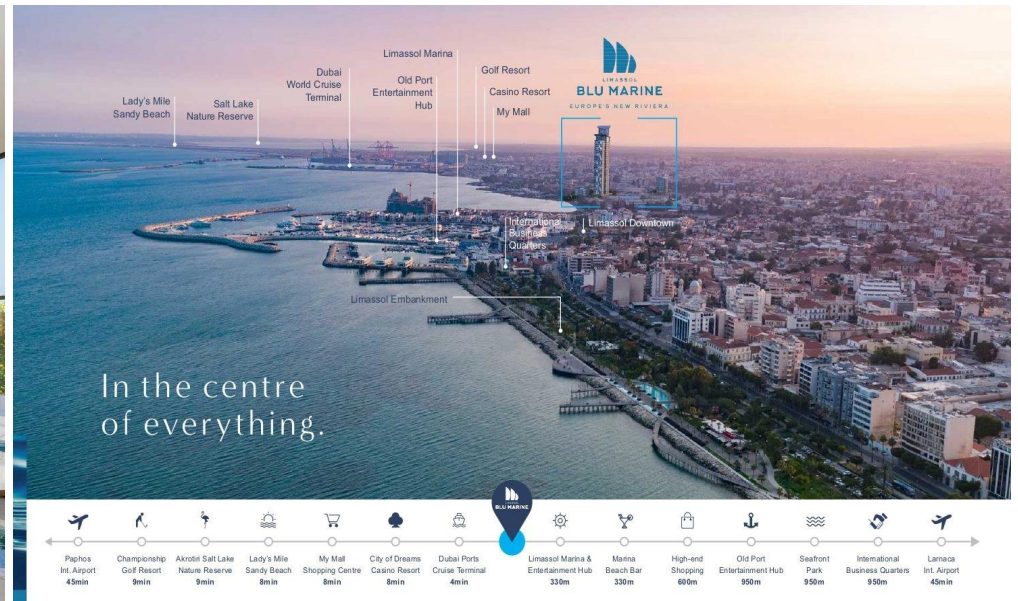 Limassol Marina
Dubai
World Cruise
Terminal
Old Port
Entertainment
Hub
Golf Resort
Casino Resort
My Mall
Lady's Mile
Sandy Beach
Salt Lake
Nature Reserve
LIMASSOL
BLU MARINE
EUROPE'S NEW RIVIERA
International
Business
Quarters
Limassol Downtown
Limassol Embankment
In the centre
of everything.
BLU MARINE
Paphos
Int. Airport
45min
Championship
Golf Resort
9min
Akrotiri Salt Lake
Nature Reserve
9min
Lady's Mile
Sandy Beach
8min
My Mall
Shopping Centre
8min
City of Dreams
Casino Resort
8min
Dubai Ports
Cruise Terminal
4min
Limassol Marina &
Entertainment Hub
330m
Marina
Beach Bar
330m
High-end
Shopping
600m
Old Port
Entertainment Hub
950m
Seafront
Park
950m
International
Business Quarters
950m
Larnaca
Int. Airport
45min